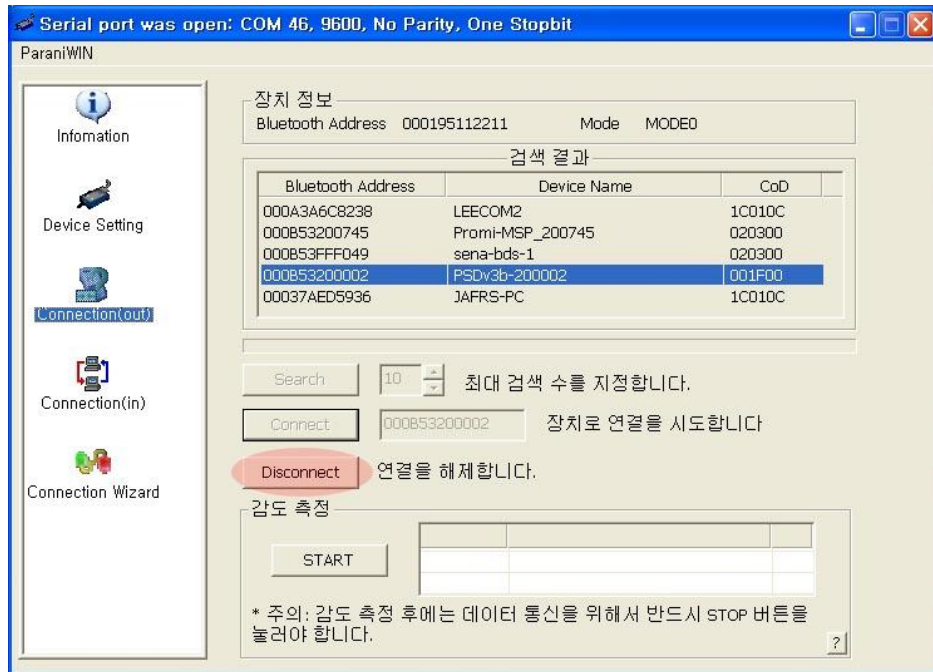 Serial port was open: COM 46, 9600, No Parity, One Stopbit
ParaniWIN
Infomation
Device Setting
Connection(out)
Connection(in)
Connection Wizard
장치 정보
Bluetooth Address 000195112211 Mode MODE0
검색 결과
Bluetooth Address Device Name CoD
000A3A6C8238 LEECOM2 1C010C
000B53200745 Promi-MSP_200745 020300
000B53FFF049 sena-bds-1 020300
000B53200002 PSDv3b-200002 001F00
00037AED5936 JAFRS-PC 1C010C
Search 10 최대 검색 수를 지정합니다.
Connect 000B53200002 장치로 연결을 시도합니다
Disconnect 연결을 해제합니다.
감도 측정
START
* 주의: 감도 측정 후에는 데이터 통신을 위해서 반드시 STOP 버튼을
눌러야 합니다.
?